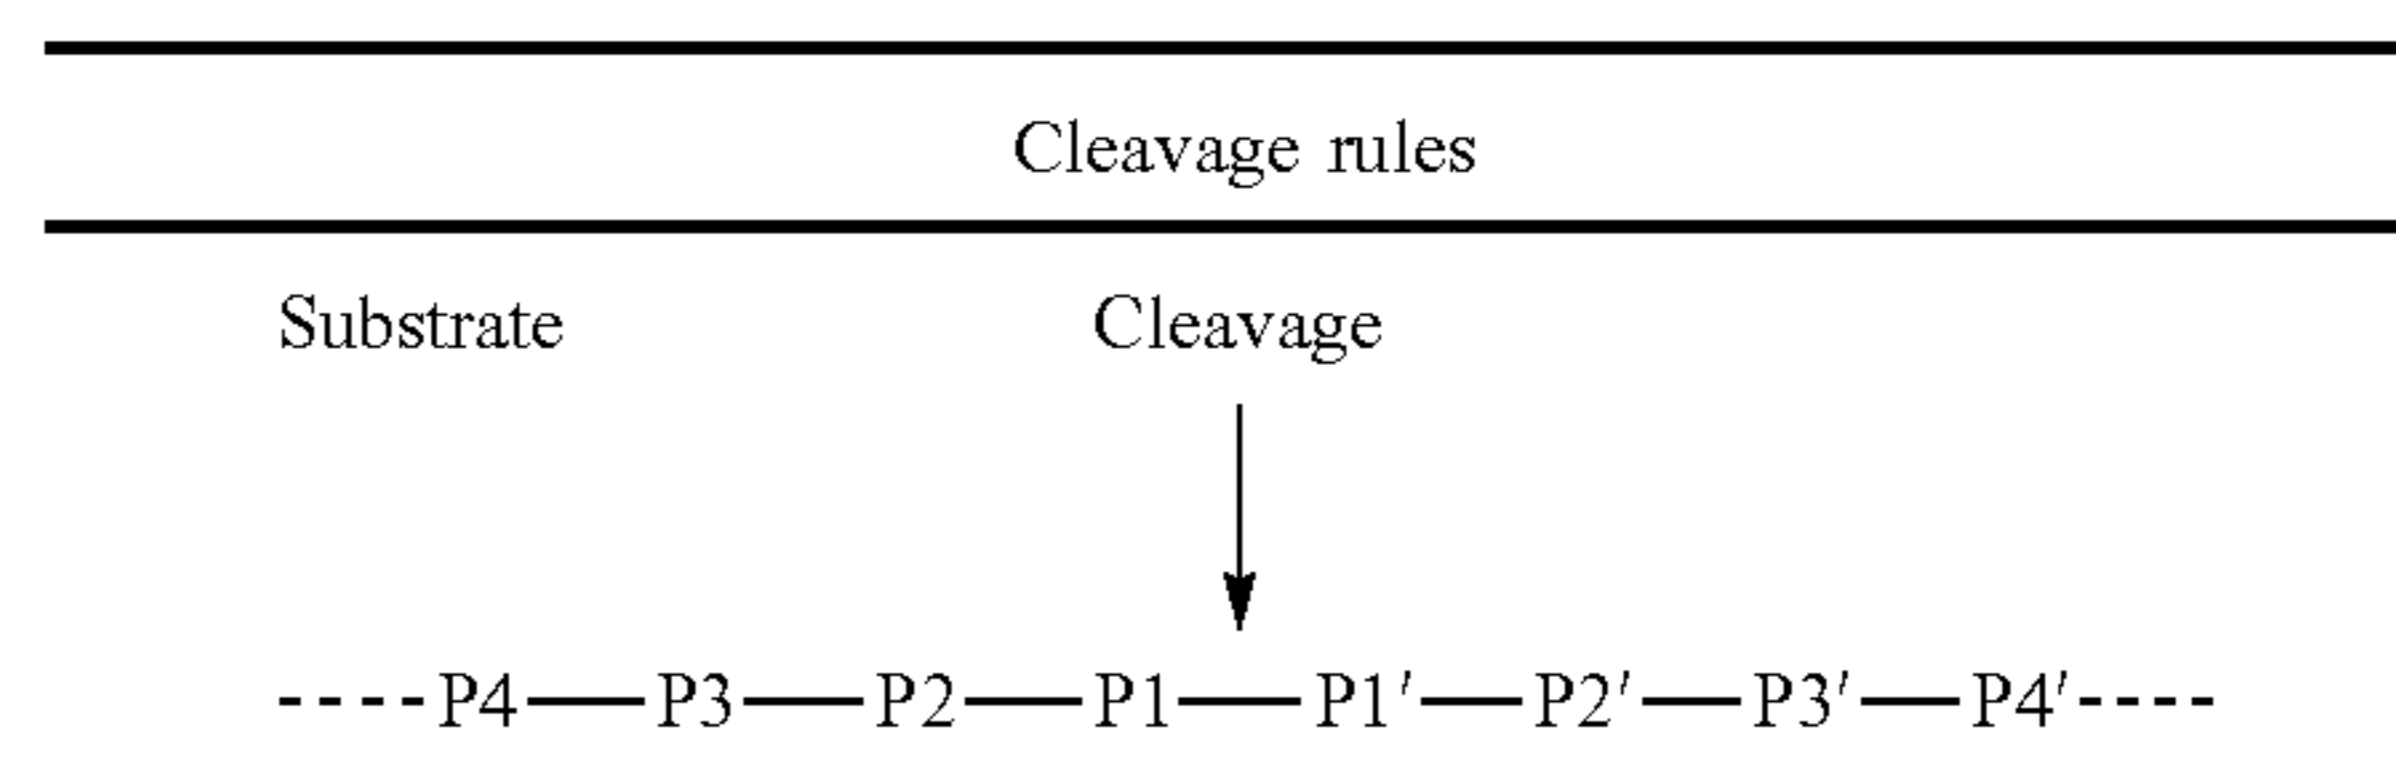 Cleavage rules
Substrate Cleavage
----P4—P3—P2—P1—P1′—P2′—P3′—P4′----